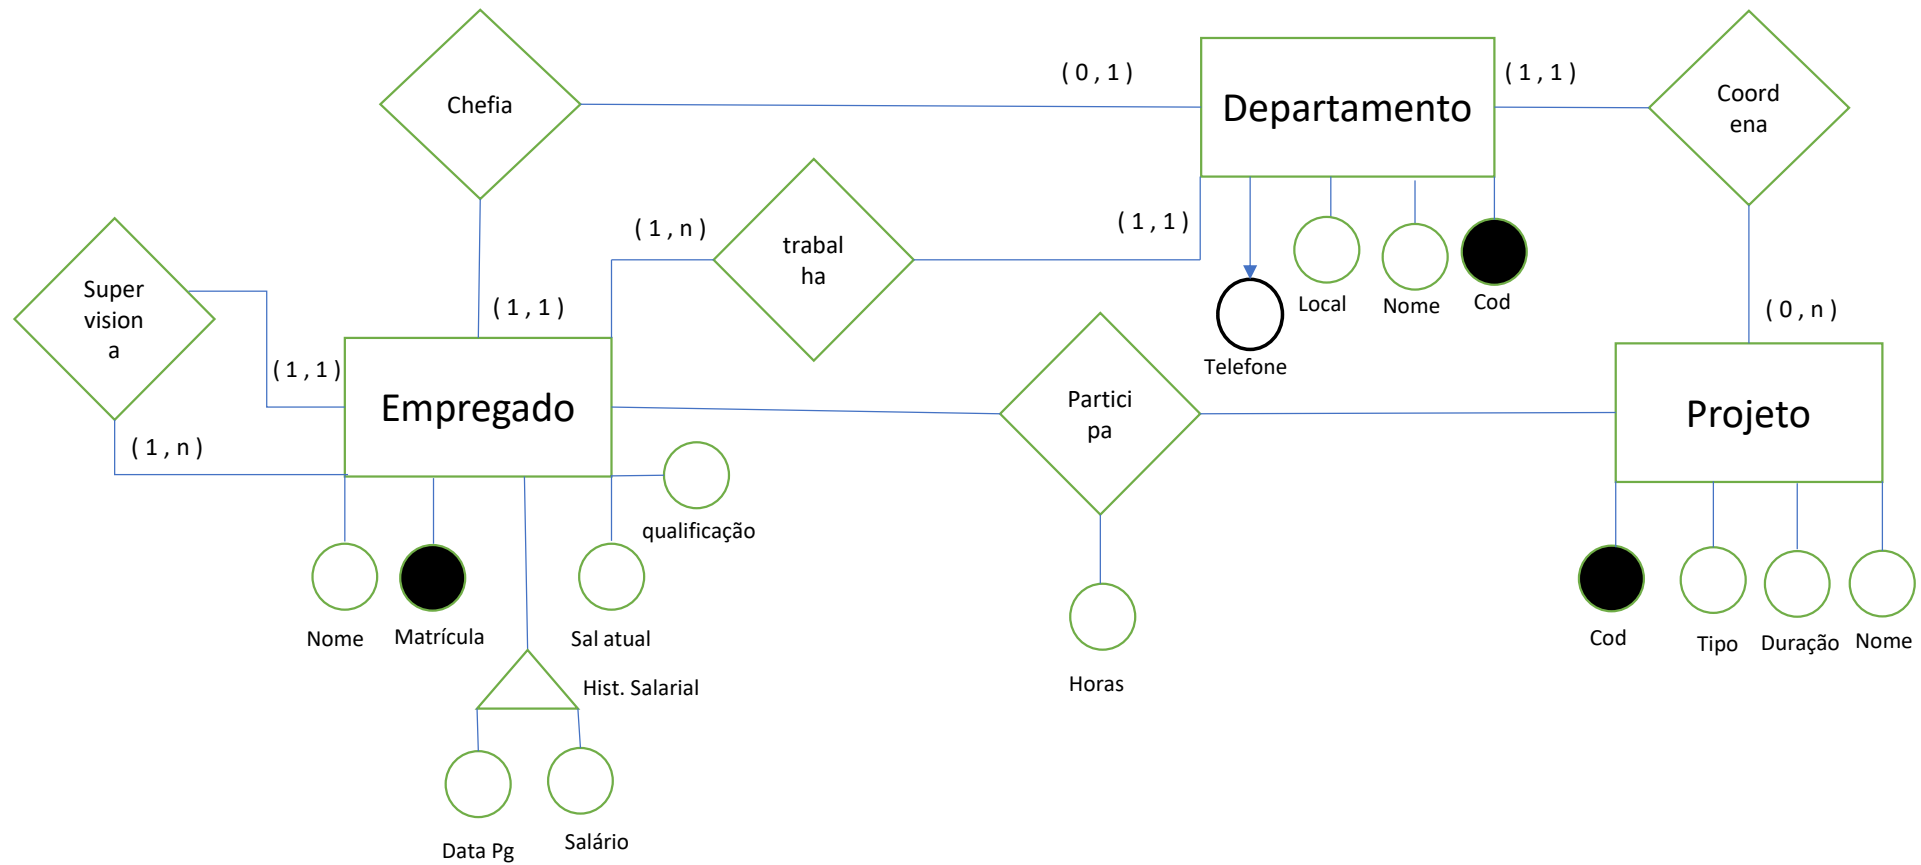 Chefia
( 0 , 1 )
Departamento
( 1 , 1 )
Coord
ena
( 1 , n )
trabal
ha
( 1 , 1 )
Local
Nome
Cod
Telefone
Super
vision
a
( 1 , 1 )
( 1 , 1 )
( 0 , n )
Empregado
Partici
pa
Projeto
( 1 , n )
qualificação
Nome
Matrícula
Sal atual
Hist. Salarial
Horas
Cod
Tipo
Duração
Nome
Data Pg
Salário